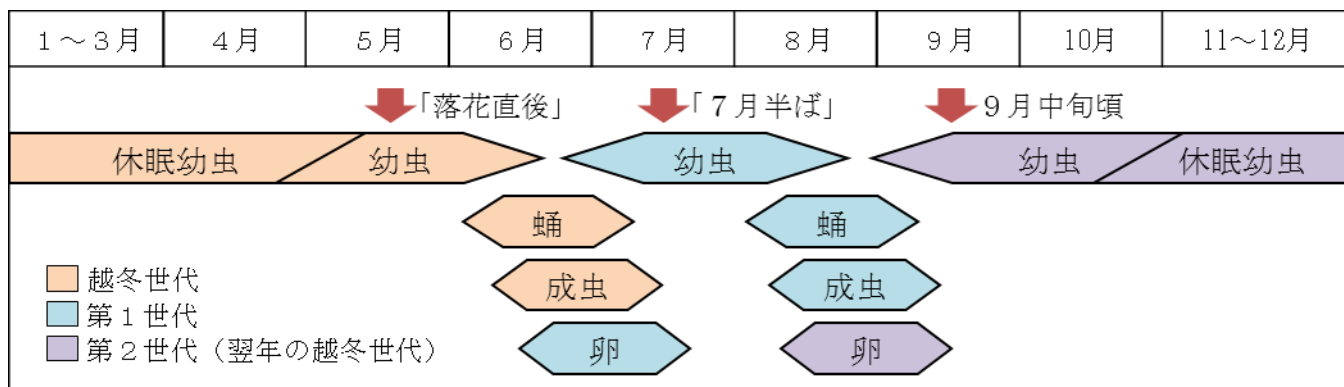 1～3月 4月 5月 6月 7月 8月 9月 10月 11～12月
「落花直後」 「7月半ば」 9月中旬頃
休眠幼虫 幼虫 幼虫 幼虫 休眠幼虫
蛹 蛹
成虫 成虫
卵 卵
越冬世代
第1世代
第2世代（翌年の越冬世代）